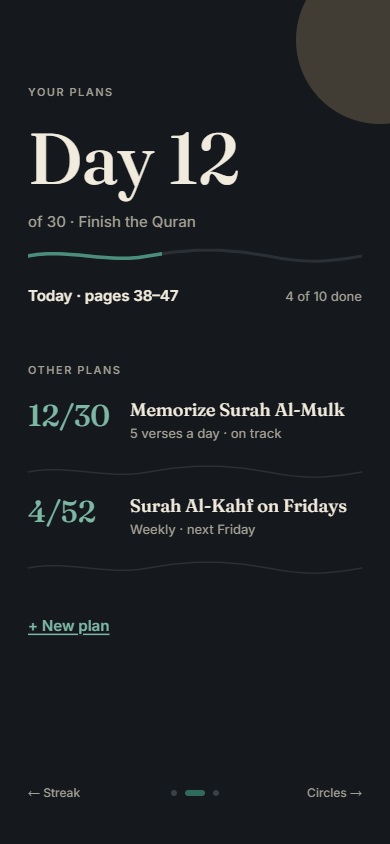 YOUR PLANS
Day 12
of 30 · Finish the Quran
Today · pages 38–47
4 of 10 done
OTHER PLANS
12/30
Memorize Surah Al-Mulk
5 verses a day · on track
4/52
Surah Al-Kahf on Fridays
Weekly · next Friday
+ New plan
← Streak
Circles →